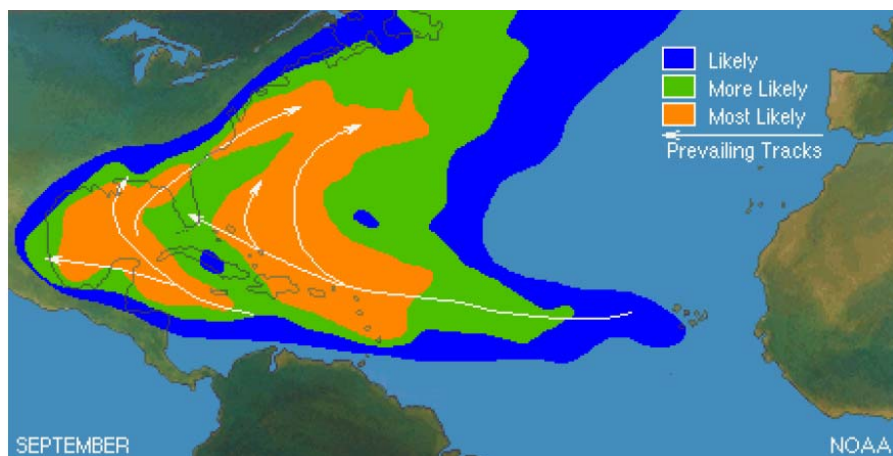 Likely
More Likely
Most Likely
Prevailing Tracks
SEPTEMBER
NOAA